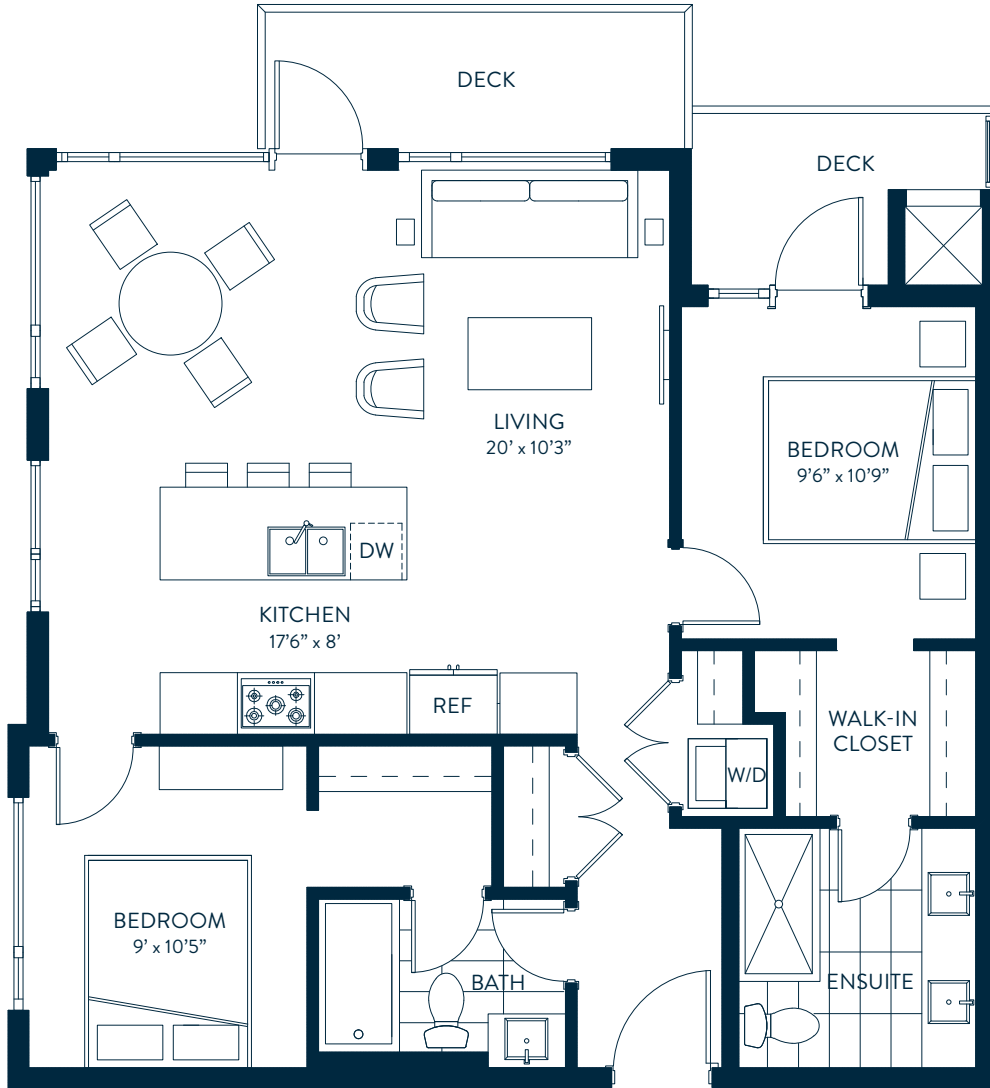 DECK
DECK
LIVING
20’ x 10’3”
BEDROOM
9’6” x 10’9”
DW
KITCHEN
17’6” x 8’
REF
WALK-IN
CLOSET
W/D
BEDROOM
9’ x 10’5”
BATH
ENSUITE